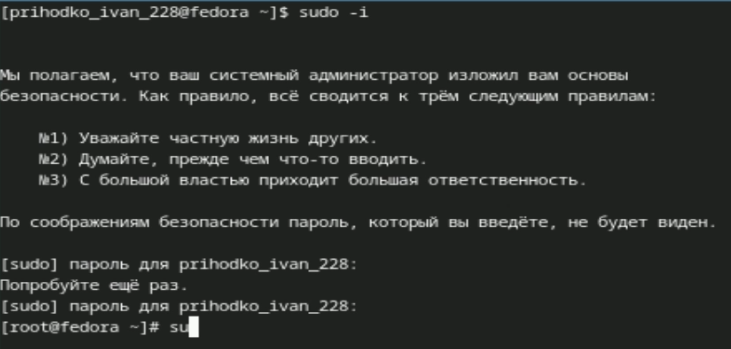 [prihodko_ivan_228@fedora ~]$ sudo -i
Мы полагаем, что ваш системный администратор изложил вам основы
безопасности. Как правило, всё сводится к трём следующим правилам:
№1) Уважайте частную жизнь других.
№2) Думайте, прежде чем что-то вводить.
№3) С большой властью приходит большая ответственность.
По соображениям безопасности пароль, который вы введёте, не будет виден.
[sudo] пароль для prihodko_ivan_228:
Попробуйте ещё раз.
[sudo] пароль для prihodko_ivan_228:
[root@fedora ~]# su